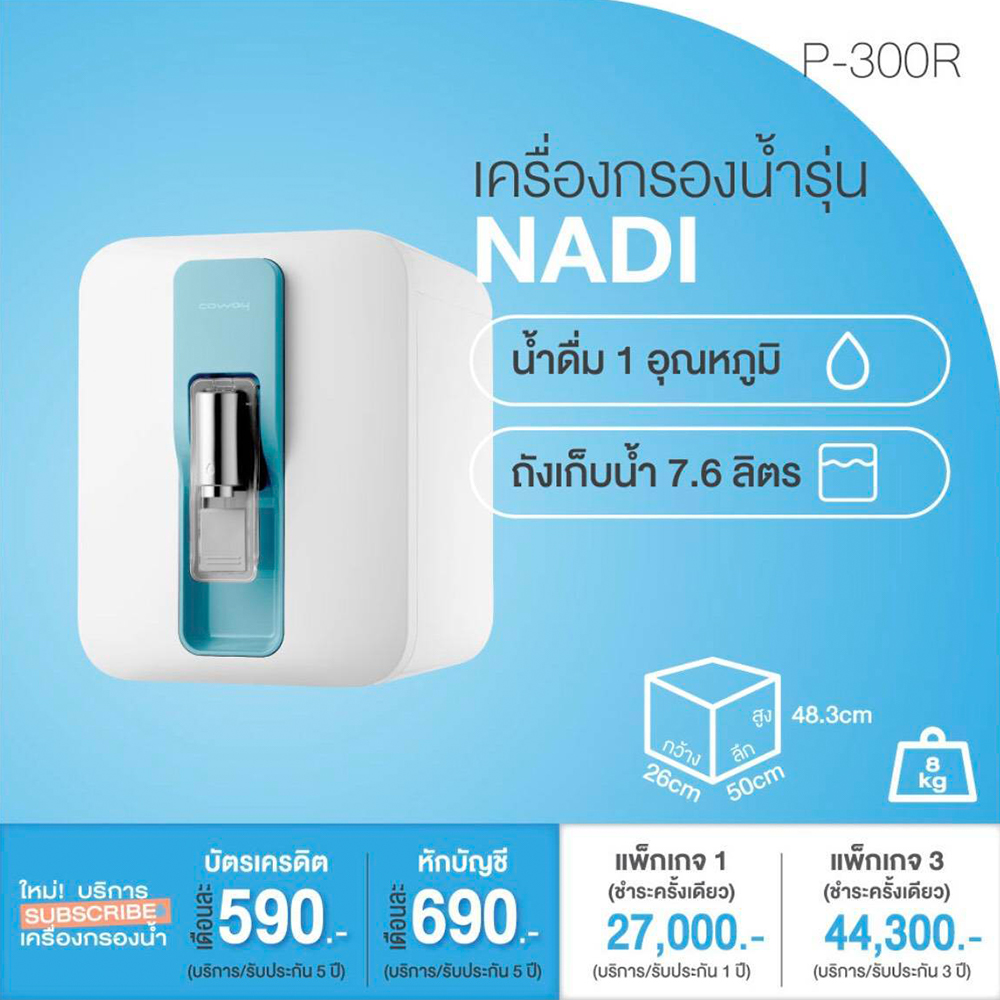 P-300R
เครื่องกรองน้ำรุ่น
NADI
coway
น้ำดื่ม 1 อุณหภูมิ
ถังเก็บน้ำ 7.6 ลิตร
สูง
48.3cm
กว้าง
ลึก
26cm
50cm
8
kg
ใหม่! บริการ
SUBSCRIBE
เครื่องกรองน้ำ
บัตรเครดิต
เดือนละ 590.-
(บริการ/รับประกัน 5 ปี)
หักบัญชี
เดือนละ 690.-
(บริการ/รับประกัน 5 ปี)
แพ็กเกจ 1
(ชำระครั้งเดียว)
27,000.-
(บริการ/รับประกัน 1 ปี)
แพ็กเกจ 3
(ชำระครั้งเดียว)
44,300.-
(บริการ/รับประกัน 3 ปี)